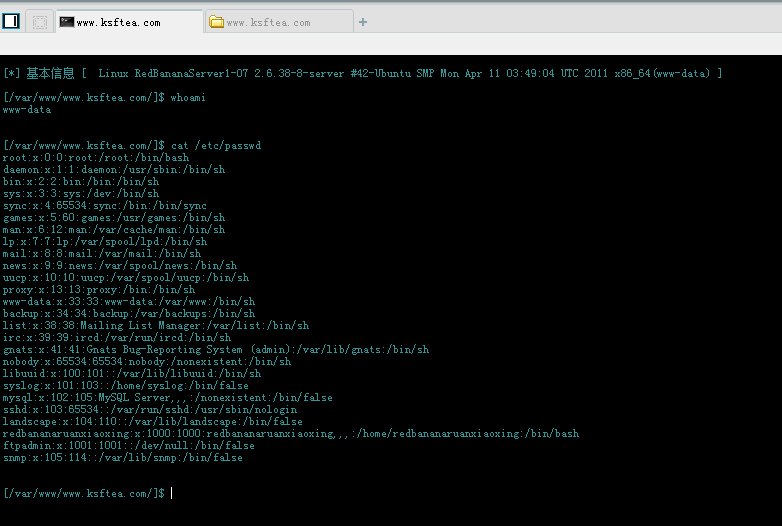 www.ksftea.com www.ksftea.com +
[*] 基本信息 [ Linux RedBananaServer1-07 2.6.38-8-server #42-Ubuntu SMP Mon Apr 11 03:49:04 UTC 2011 x86_64(www-data) ]
[/var/www/www.ksftea.com/]$ whoami
www-data
[/var/www/www.ksftea.com/]$ cat /etc/passwd
root:x:0:0:root:/root:/bin/bash
daemon:x:1:1:daemon:/usr/sbin:/bin/sh
bin:x:2:2:bin:/bin:/bin/sh
sys:x:3:3:sys:/dev:/bin/sh
sync:x:4:65534:sync:/bin:/bin/sync
games:x:5:60:games:/usr/games:/bin/sh
man:x:6:12:man:/var/cache/man:/bin/sh
lp:x:7:7:lp:/var/spool/lpd:/bin/sh
mail:x:8:8:mail:/var/mail:/bin/sh
news:x:9:9:news:/var/spool/news:/bin/sh
uucp:x:10:10:uucp:/var/spool/uucp:/bin/sh
proxy:x:13:13:proxy:/bin:/bin/sh
www-data:x:33:33:www-data:/var/www:/bin/sh
backup:x:34:34:backup:/var/backups:/bin/sh
list:x:38:38:Mailing List Manager:/var/list:/bin/sh
irc:x:39:39:ircd:/var/run/ircd:/bin/sh
gnats:x:41:41:Gnats Bug-Reporting System (admin):/var/lib/gnats:/bin/sh
nobody:x:65534:65534:nobody:/nonexistent:/bin/sh
libuuid:x:100:101::/var/lib/libuuid:/bin/sh
syslog:x:101:103::/home/syslog:/bin/false
mysql:x:102:105:MySQL Server,,,:/nonexistent:/bin/false
sshd:x:103:65534::/var/run/sshd:/usr/sbin/nologin
landscape:x:104:110::/var/lib/landscape:/bin/false
redbananaruanxiaoxing:x:1000:1000:redbananaruanxiaoxing,,,:/home/redbananaruanxiaoxing:/bin/bash
ftpadmin:x:1001:1001::/dev/null:/bin/false
snmp:x:105:114::/var/lib/snmp:/bin/false
[/var/www/www.ksftea.com/]$